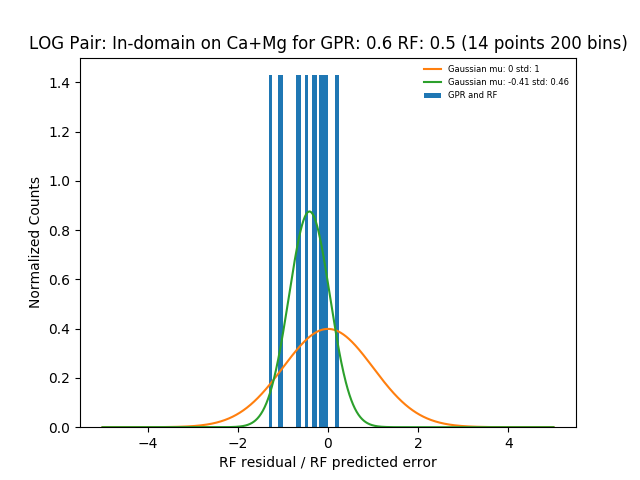 LOG Pair: In-domain on Ca+Mg for GPR: 0.6 RF: 0.5 (14 points 200 bins)
Gaussian mu: 0 std: 1
Gaussian mu: -0.41 std: 0.46
GPR and RF
Normalized Counts
1.4
1.2
1.0
0.8
0.6
0.4
0.2
0.0
−4 −2 0 2 4
RF residual / RF predicted error